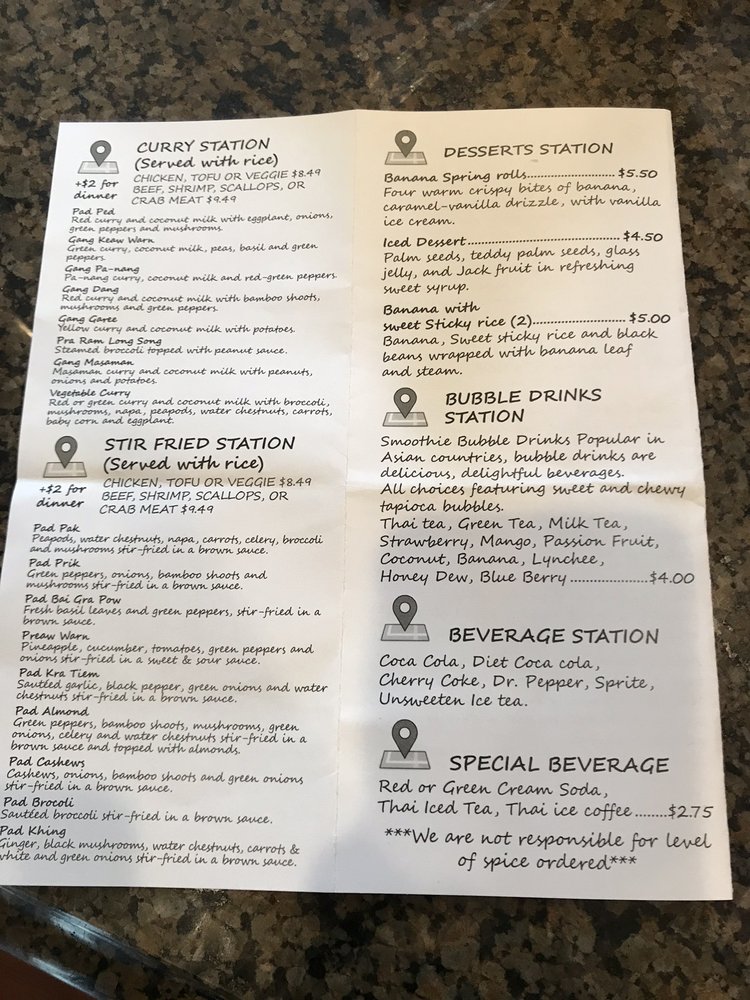 CURRY STATION
(Served with rice)
+$2 for
dinner
CHICKEN, TOFU OR VEGGIE $8.49
BEEF, SHRIMP, SCALLOPS, OR
CRAB MEAT $9.49
Pad Ped
Red curry and coconut milk with eggplant, onions,
green peppers and mushrooms.
Gang Keaw Warn
Green curry, coconut milk, peas, basil and green
peppers.
Gang Pa-nang
Pa-nang curry, coconut milk and red-green peppers.
Gang Dang
Red curry and coconut milk with bamboo shoots,
mushrooms and green peppers.
Gang Garee
Yellow curry and coconut milk with potatoes.
Pra Ram Long Song
Steamed broccoli topped with peanut sauce.
Gang Masaman
Masaman curry and coconut milk with peanuts,
onions and potatoes.
Vegetable Curry
Red or green curry and coconut milk with broccoli,
mushrooms, napa, peapods, water chestnuts, carrots,
baby corn and eggplant.
STIR FRIED STATION
(Served with rice)
+$2 for
dinner
CHICKEN, TOFU OR VEGGIE $8.49
BEEF, SHRIMP, SCALLOPS, OR
CRAB MEAT $9.49
Pad Pak
Peapods, water chestnuts, napa, carrots, celery, broccoli
and mushrooms stir-fried in a brown sauce.
Pad Prik
Green peppers, onions, bamboo shoots and
mushrooms stir-fried in a brown sauce.
Pad Bai Gra Pow
Fresh basil leaves and green peppers, stir-fried in a
brown sauce.
Preaw Warn
Pineapple, cucumber, tomatoes, green peppers and
onions stir-fried in a sweet & sour sauce.
Pad Kra Tiem
Sautéed garlic, black pepper, green onions and water
chestnuts stir-fried in a brown sauce.
Pad Almond
Green peppers, bamboo shoots, mushrooms, green
onions, celery and water chestnuts stir-fried in a
brown sauce and topped with almonds.
Pad Cashews
Cashews, onions, bamboo shoots and green onions
stir-fried in a brown sauce.
Pad Brocoli
Sautéed broccoli stir-fried in a brown sauce.
Pad Khing
Ginger, black mushrooms, water chestnuts, carrots &
white and green onions stir-fried in a brown sauce.
DESSERTS STATION
Banana Spring rolls........................ $5.50
Four warm crispy bites of banana,
caramel-vanilla drizzle, with vanilla
ice cream.
Iced Dessert........................................ $4.50
Palm seeds, teddy palm seeds, glass
jelly, and Jack fruit in refreshing
sweet syrup.
Banana with
sweet Sticky rice (2)......................... $5.00
Banana, Sweet sticky rice and black
beans wrapped with banana leaf
and steam.
BUBBLE DRINKS
STATION
Smoothie Bubble Drinks Popular in
Asian countries, bubble drinks are
delicious, delightful beverages.
All choices featuring sweet and chewy
tapioca bubbles.
Thai tea, Green Tea, Milk Tea,
Strawberry, Mango, Passion Fruit,
Coconut, Banana, Lynchee,
Honey Dew, Blue Berry.....................$4.00
BEVERAGE STATION
Coca Cola, Diet Coca cola,
Cherry Coke, Dr. Pepper, Sprite,
Unsweeten Ice tea.
SPECIAL BEVERAGE
Red or Green Cream Soda,
Thai Iced Tea, Thai ice coffee........$2.75
***We are not responsible for level
of spice ordered***